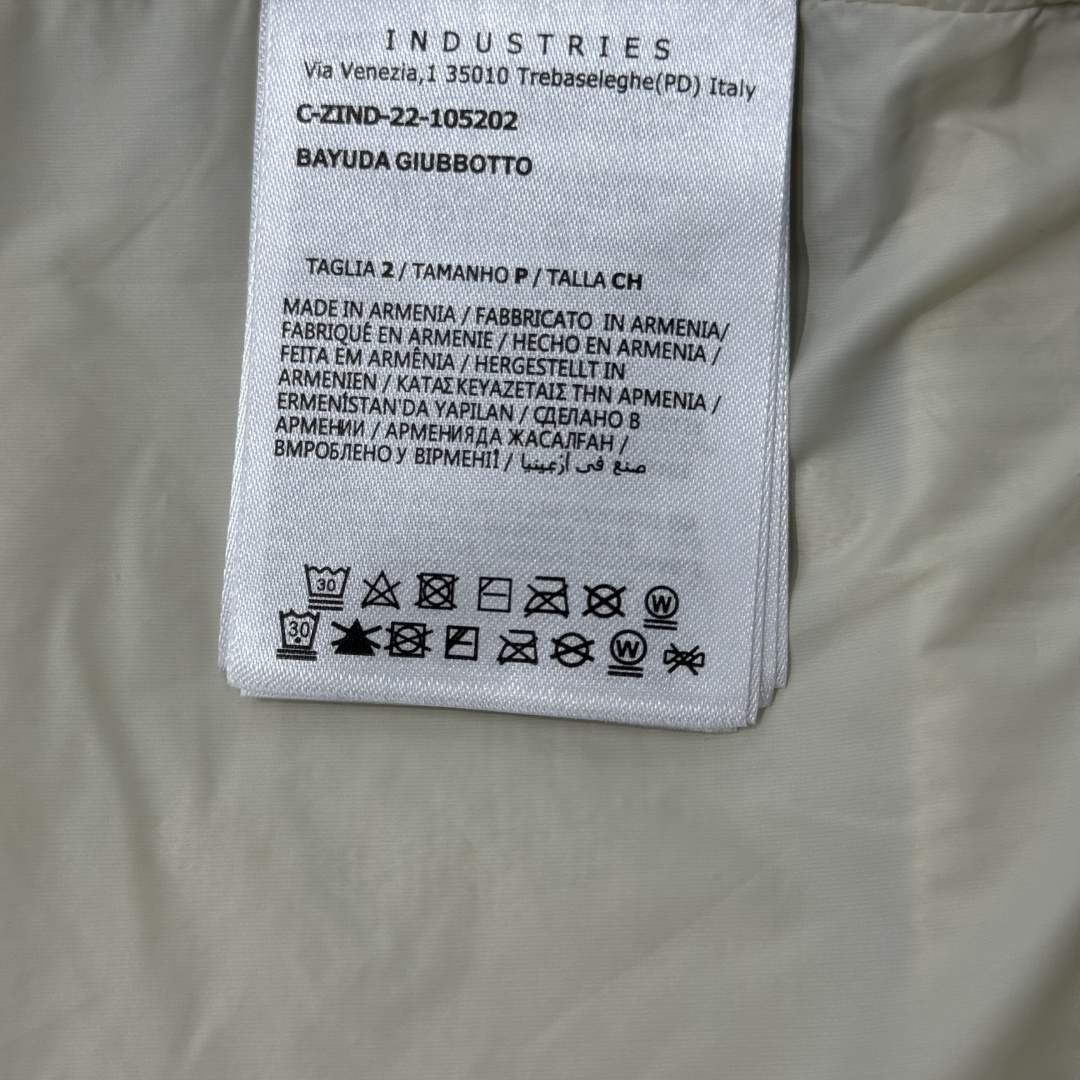 INDUSTRIES
Via Venezia,1 35010 Trebaseleghe(PD) Italy
C-ZIND-22-105202
BAYUDA GIUBBOTTO
TAGLIA 2 / TAMANHO P / TALLA CH
MADE IN ARMENIA / FABBRICATO IN ARMENIA/
FABRIQUÉ EN ARMENIE / HECHO EN ARMENIA /
FEITA EM ARMÊNIA / HERGESTELLT IN
ARMENIEN / ΚΑΤΑΣΚΕΥΑΖΕΤΑΙΣ ΤΗΝ ΑΡΜΕΝΙΑ /
ERMENİSTAN'DA YAPILAN / СДЕЛАНО В
АРМЕНИИ / АРМЕНИЯДА ЖАСАЛҒАН /
ВМРОБЛЕНО У ВІРМЕНІЇ / صنع في أرمينيا
30 W
30 W